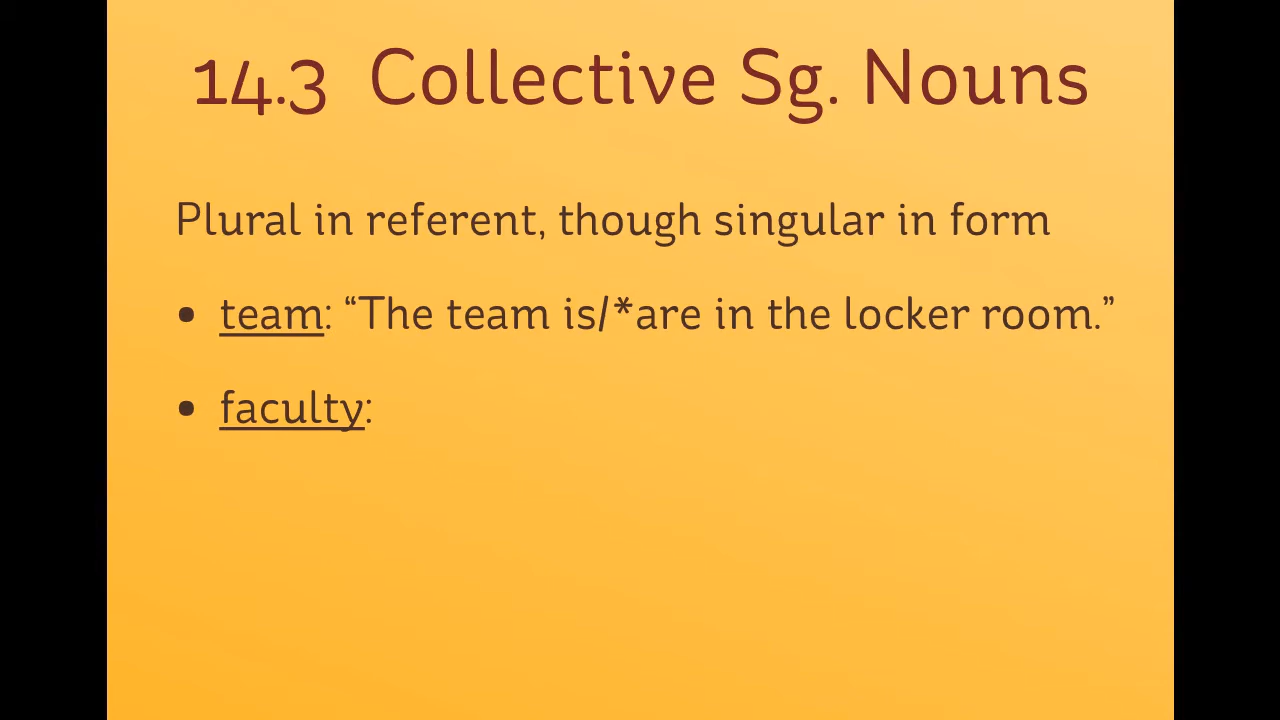 14.3 Collective Sg. Nouns
Plural in referent, though singular in form
• team: “The team is/*are in the locker room.”
• faculty: